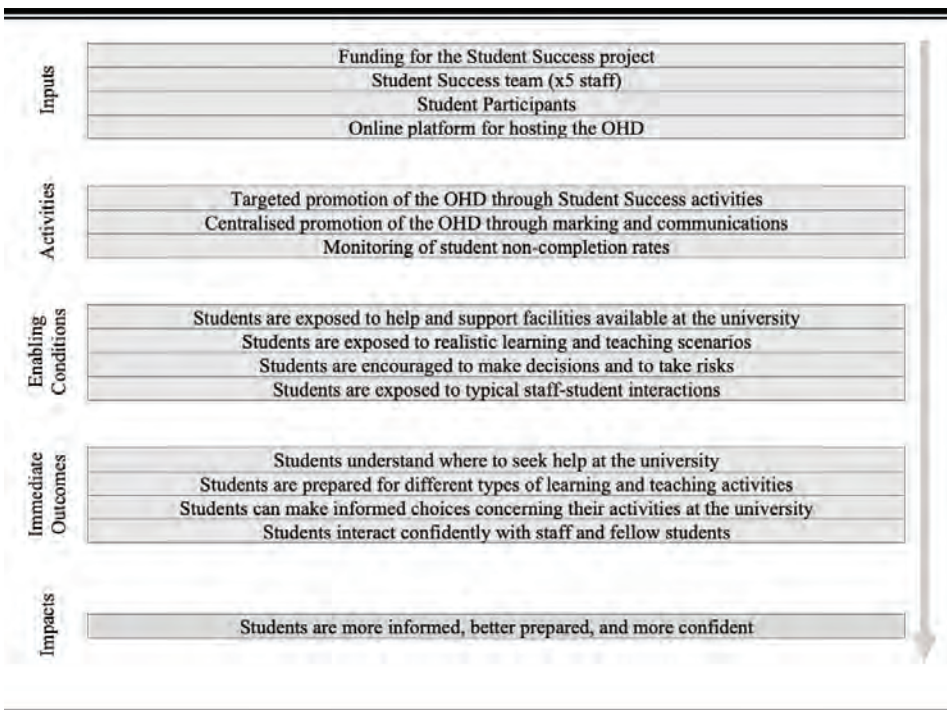 Inputs
Funding for the Student Success project
Student Success team (x5 staff)
Student Participants
Online platform for hosting the OHD
Activities
Targeted promotion of the OHD through Student Success activities
Centralised promotion of the OHD through marking and communications
Monitoring of student non-completion rates
Enabling
Conditions
Students are exposed to help and support facilities available at the university
Students are exposed to realistic learning and teaching scenarios
Students are encouraged to make decisions and to take risks
Students are exposed to typical staff-student interactions
Immediate
Outcomes
Students understand where to seek help at the university
Students are prepared for different types of learning and teaching activities
Students can make informed choices concerning their activities at the university
Students interact confidently with staff and fellow students
Impacts
Students are more informed, better prepared, and more confident